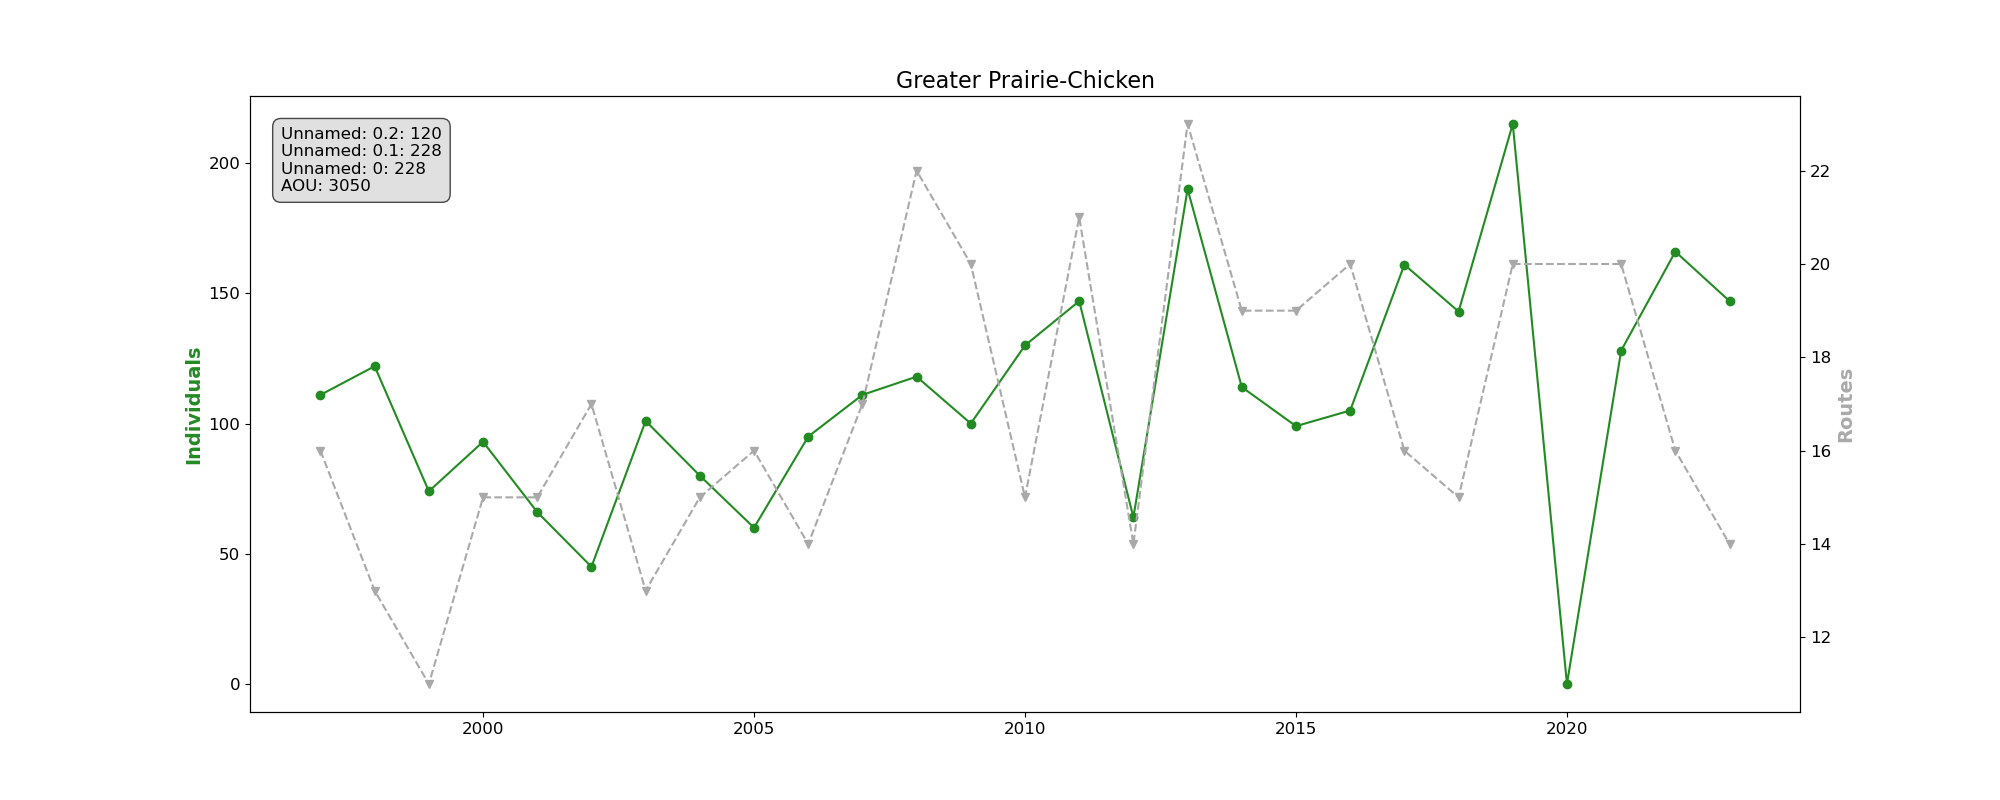 Greater Prairie-Chicken
Unnamed: 0.2: 120
Unnamed: 0.1: 228
Unnamed: 0: 228
AOU: 3050
200
150
100
50
0
Individuals
22
20
18
16
14
12
Routes
2000
2005
2010
2015
2020